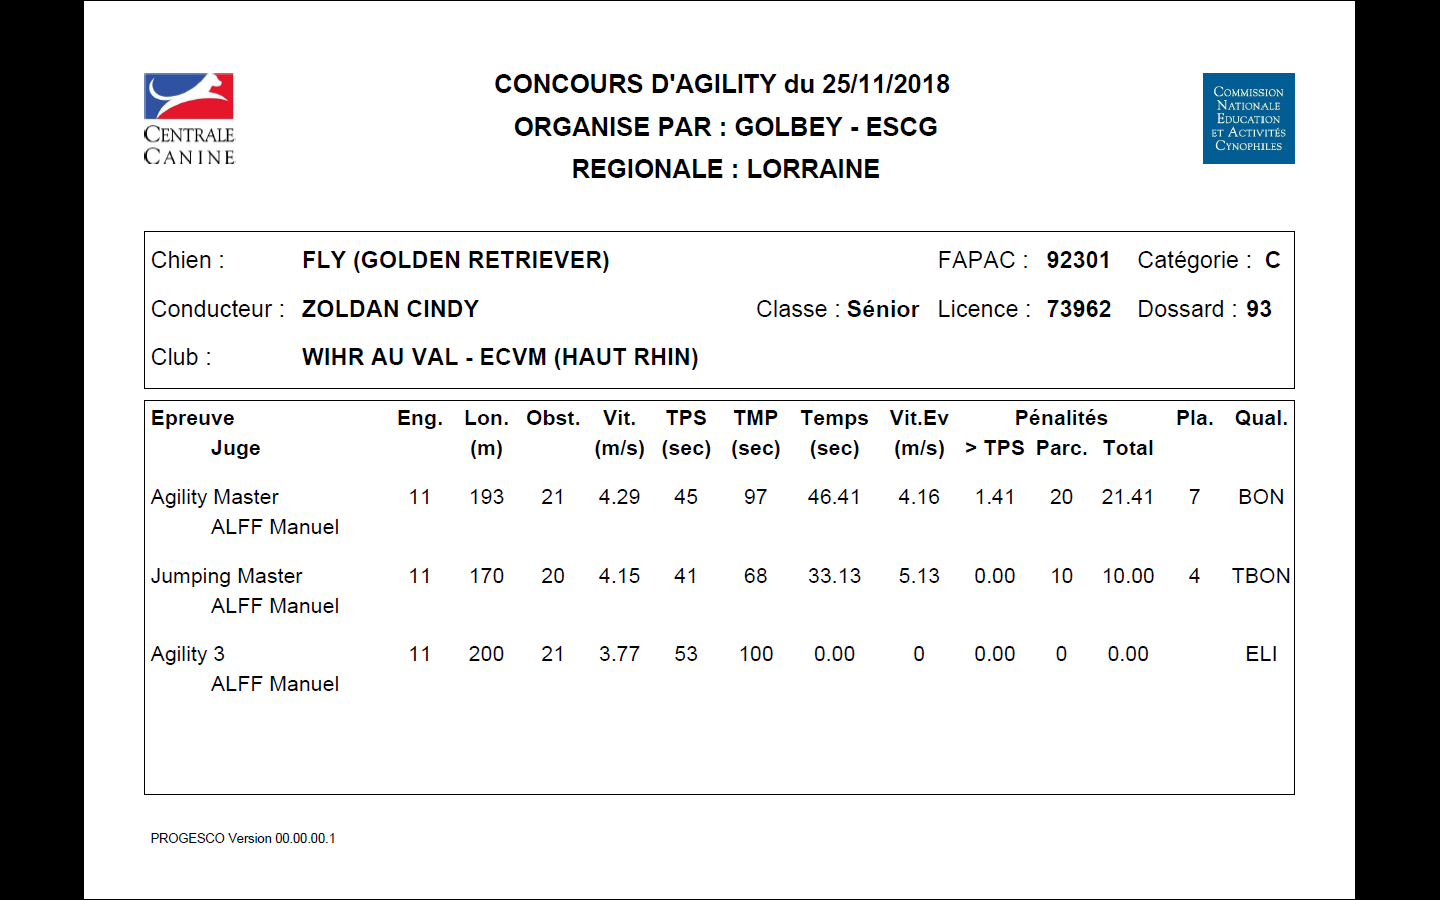 CENTRALE
CANINE
CONCOURS D'AGILITY du 25/11/2018
ORGANISE PAR : GOLBEY - ESCG
REGIONALE : LORRAINE
COMMISSION
NATIONALE
EDUCATION
ET ACTIVITÉS
CYNOPHILES
Chien : FLY (GOLDEN RETRIEVER) FAPAC : 92301 Catégorie : C
Conducteur : ZOLDAN CINDY Classe : Sénior Licence : 73962 Dossard : 93
Club : WIHR AU VAL - ECVM (HAUT RHIN)
Epreuve Eng. Lon. Obst. Vit. TPS TMP Temps Vit.Ev Pénalités Pla. Qual.
Juge (m) (m/s) (sec) (sec) (sec) (m/s) > TPS Parc. Total
Agility Master 11 193 21 4.29 45 97 46.41 4.16 1.41 20 21.41 7 BON
ALFF Manuel
Jumping Master 11 170 20 4.15 41 68 33.13 5.13 0.00 10 10.00 4 TBON
ALFF Manuel
Agility 3 11 200 21 3.77 53 100 0.00 0 0.00 0 0.00 ELI
ALFF Manuel
PROGESCO Version 00.00.00.1